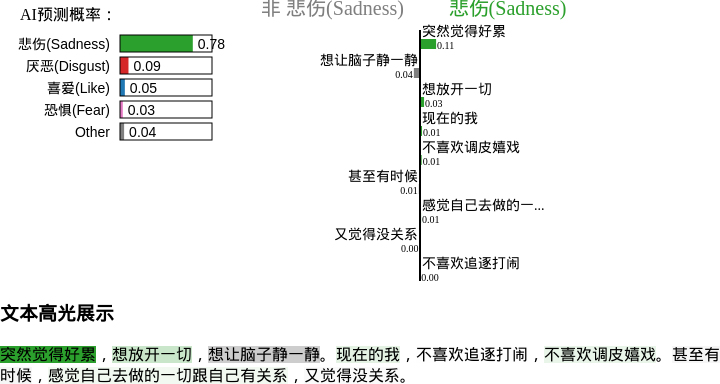 AI预测概率：
悲伤(Sadness) 0.78
厌恶(Disgust) 0.09
喜爱(Like) 0.05
恐惧(Fear) 0.03
Other 0.04
非 悲伤(Sadness) 悲伤(Sadness)
突然觉得好累
0.11
想让脑子静一静
0.04
想放开一切
0.03
现在的我
0.01
不喜欢调皮嬉戏
0.01
甚至有时候
0.01
感觉自己去做的一...
0.01
又觉得没关系
0.00
不喜欢追逐打闹
0.00
文本高光展示
突然觉得好累，想放开一切，想让脑子静一静。现在的我，不喜欢追逐打闹，不喜欢调皮嬉戏。甚至有
时候，感觉自己去做的一切跟自己有关系，又觉得没关系。